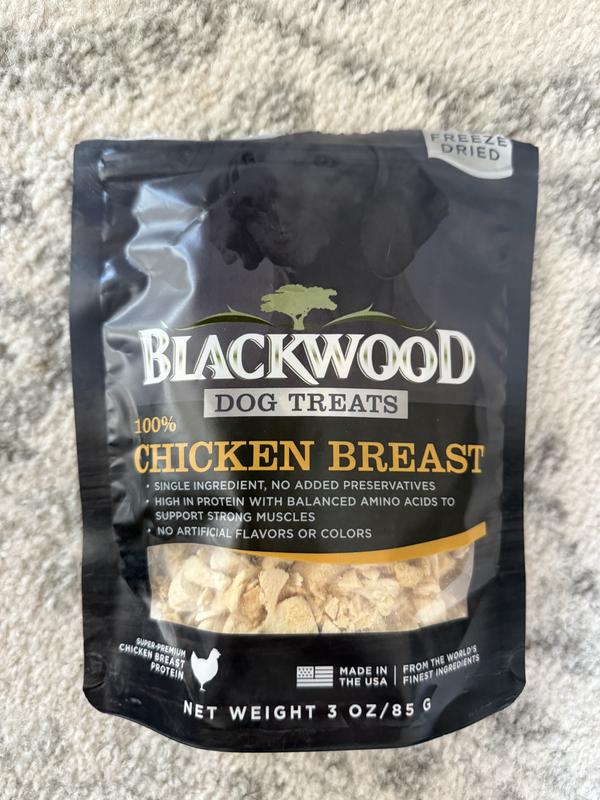 FREEZE
DRIED
BLACKWOOD
DOG TREATS
100%
CHICKEN BREAST
• SINGLE INGREDIENT, NO ADDED PRESERVATIVES
• HIGH IN PROTEIN WITH BALANCED AMINO ACIDS TO
SUPPORT STRONG MUSCLES
• NO ARTIFICIAL FLAVORS OR COLORS
SUPER-PREMIUM
CHICKEN BREAST
PROTEIN
MADE IN
THE USA
FROM THE WORLD'S
FINEST INGREDIENTS
NET WEIGHT 3 OZ/85 G